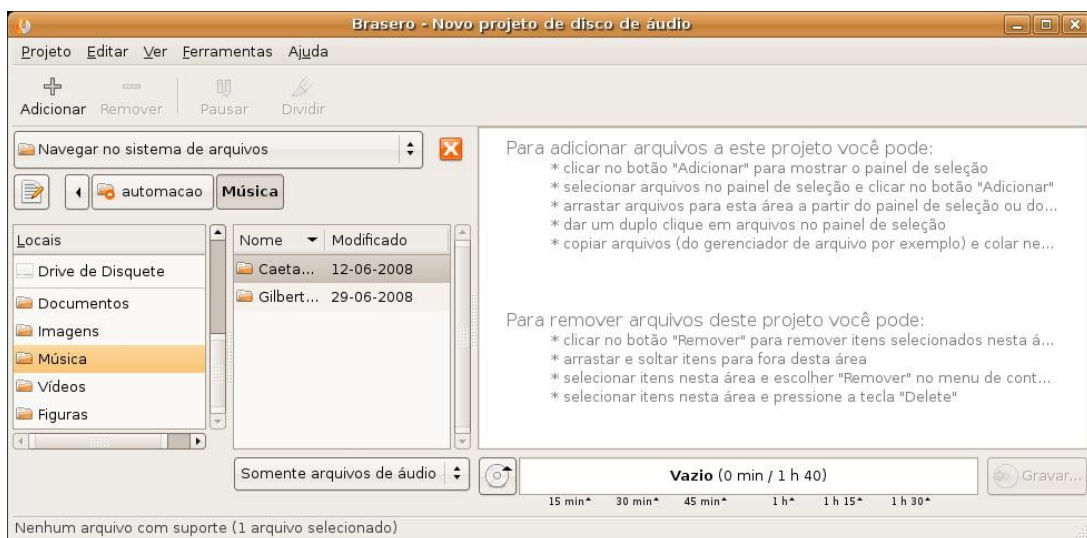 Brasero - Novo projeto de disco de áudio
Projeto Editar Ver Ferramentas Ajuda
Adicionar Remover Pausar Dividir
Navegar no sistema de arquivos
automacao Música
Locais
Drive de Disquete
Documentos
Imagens
Música
Vídeos
Figuras
Nome Modificado
Caeta... 12-06-2008
Gilbert... 29-06-2008
Somente arquivos de áudio
Para adicionar arquivos a este projeto você pode:
* clicar no botão "Adicionar" para mostrar o painel de seleção
* selecionar arquivos no painel de seleção e clicar no botão "Adicionar"
* arrastar arquivos para esta área a partir do painel de seleção ou do...
* dar um duplo clique em arquivos no painel de seleção
* copiar arquivos (do gerenciador de arquivo por exemplo) e colar ne...
Para remover arquivos deste projeto você pode:
* clicar no botão "Remover" para remover itens selecionados nesta á...
* arrastar e soltar itens para fora desta área
* selecionar itens nesta área e escolher "Remover" no menu de cont...
* selecionar itens nesta área e pressione a tecla "Delete"
Vazio (0 min / 1 h 40)
Gravar...
15 min 30 min 45 min 1 h 1 h 15 1 h 30
Nenhum arquivo com suporte (1 arquivo selecionado)